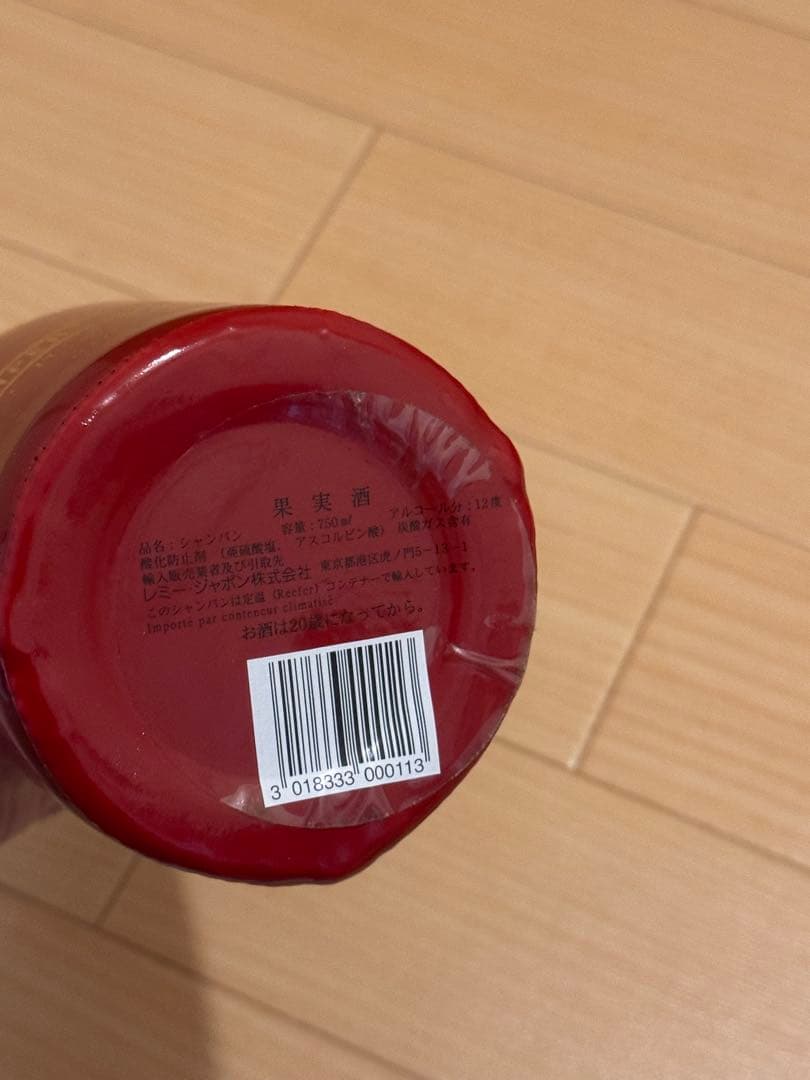 果実酒
品名：シャンパン 容量：750㎖ アルコール分：12度
酸化防止剤 （亜硫酸塩、アスコルビン酸） 炭酸ガス含有
輸入販売業者及び引取先
レミー・ジャポン株式会社 東京都港区虎ノ門5-13-1
このシャンパンは定温（Reefer）コンテナーで輸入しています。
Importé par conteneur climatisé
お酒は20歳になってから。
3 018333 000113